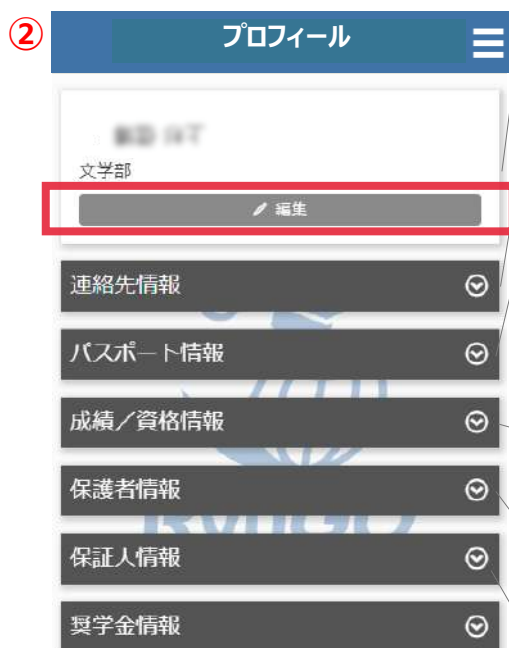 ②
プロフィール
文学部
編集
連絡先情報
パスポート情報
成績／資格情報
保護者情報
保証人情報
奨学金情報